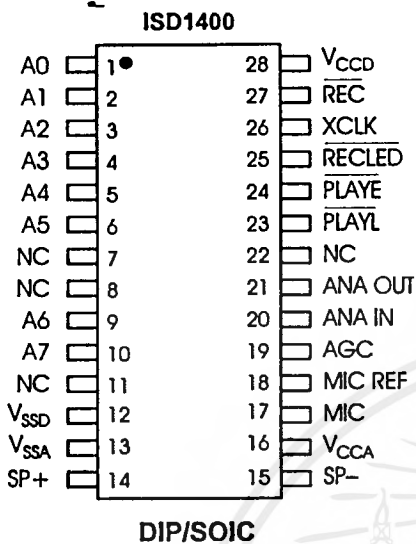 ISD1400
A0 1 28 VCCD
A1 2 27 REC
A2 3 26 XCLK
A3 4 25 RECLED
A4 5 24 PLAYE
A5 6 23 PLAYL
NC 7 22 NC
NC 8 21 ANA OUT
A6 9 20 ANA IN
A7 10 19 AGC
NC 11 18 MIC REF
VSSD 12 17 MIC
VSSA 13 16 VCCA
SP+ 14 15 SP–
DIP/SOIC